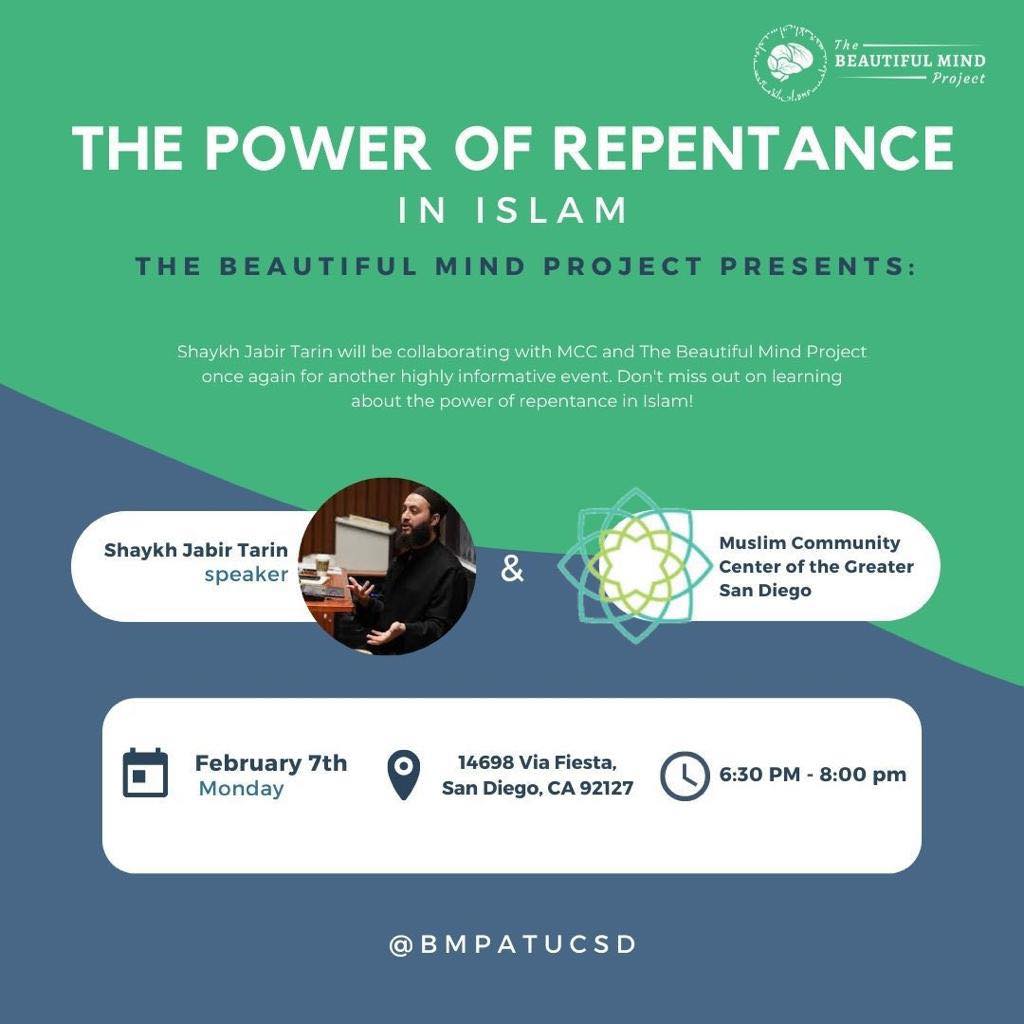 The
BEAUTIFUL MIND
Project
THE POWER OF REPENTANCE
IN ISLAM
THE BEAUTIFUL MIND PROJECT PRESENTS:
Shaykh Jabir Tarin will be collaborating with MCC and The Beautiful Mind Project
once again for another highly informative event. Don't miss out on learning
about the power of repentance in Islam!
Shaykh Jabir Tarin
speaker
&
Muslim Community
Center of the Greater
San Diego
February 7th
Monday
14698 Via Fiesta,
San Diego, CA 92127
6:30 PM - 8:00 pm
@BMPATUCSD